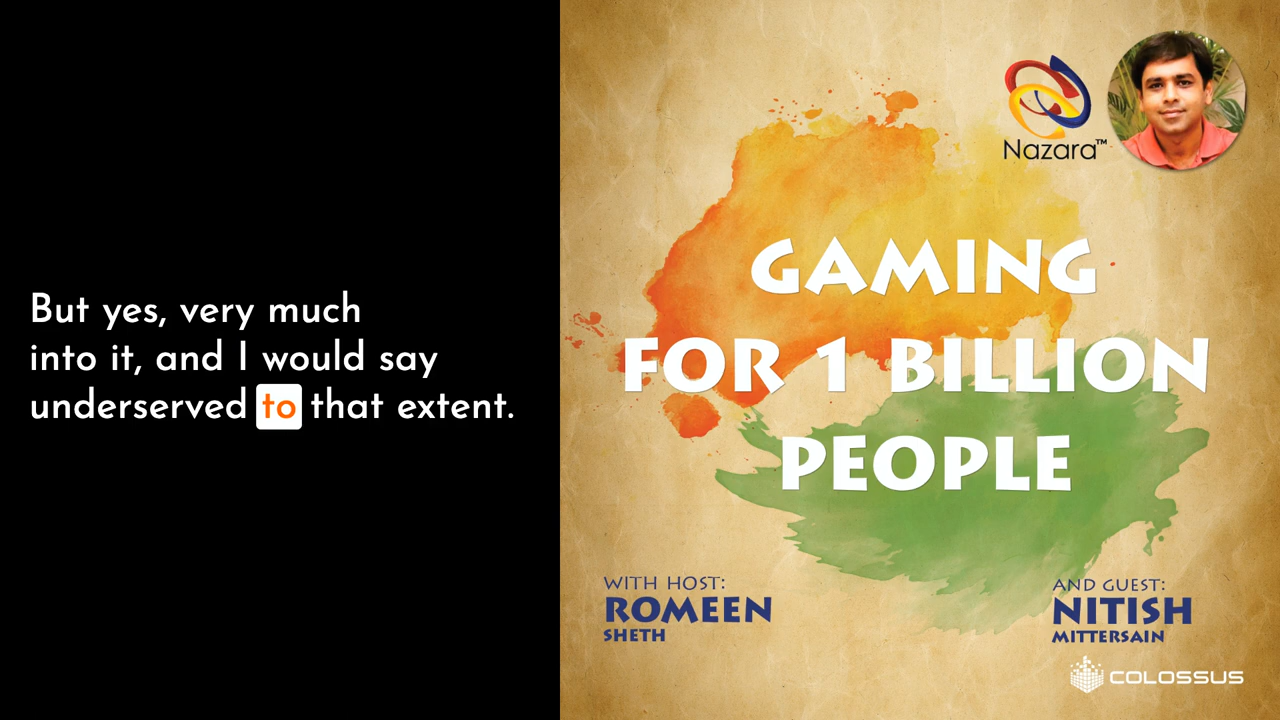 But yes, very much
into it, and I would say
underserved to that extent.
Nazara™
GAMING
FOR 1 BILLION
PEOPLE
WITH HOST:
ROMEEN
SHETH
AND GUEST:
NITISH
MITTERSAIN
COLOSSUS